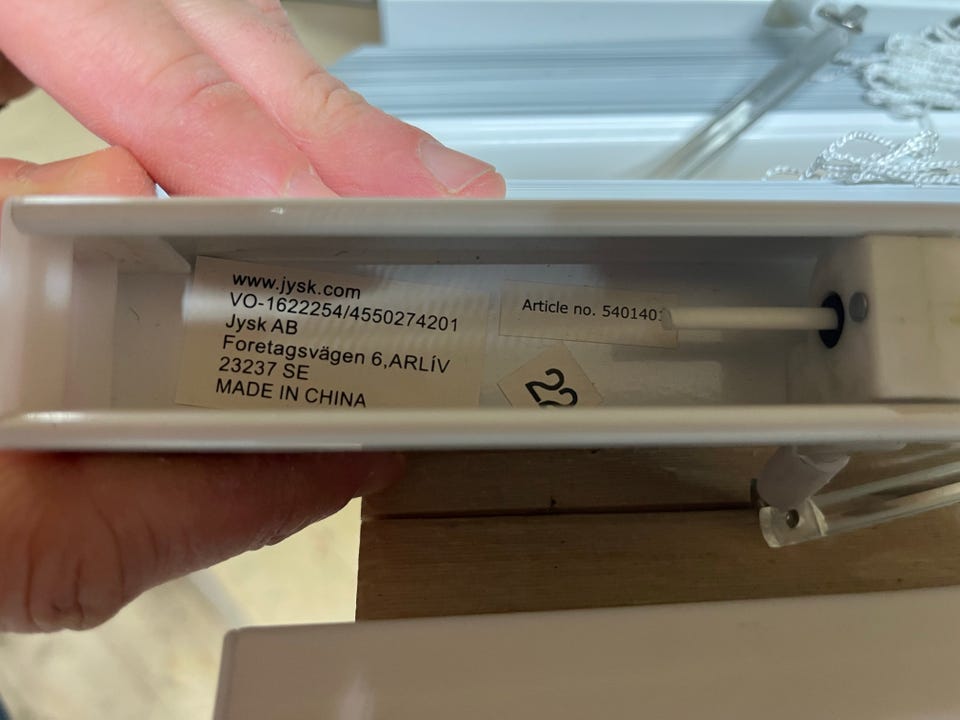 www.jysk.com
VO-1622254/4550274201
Jysk AB
Foretagsvägen 6,ARLÍV
23237 SE
MADE IN CHINA
Article no. 540140